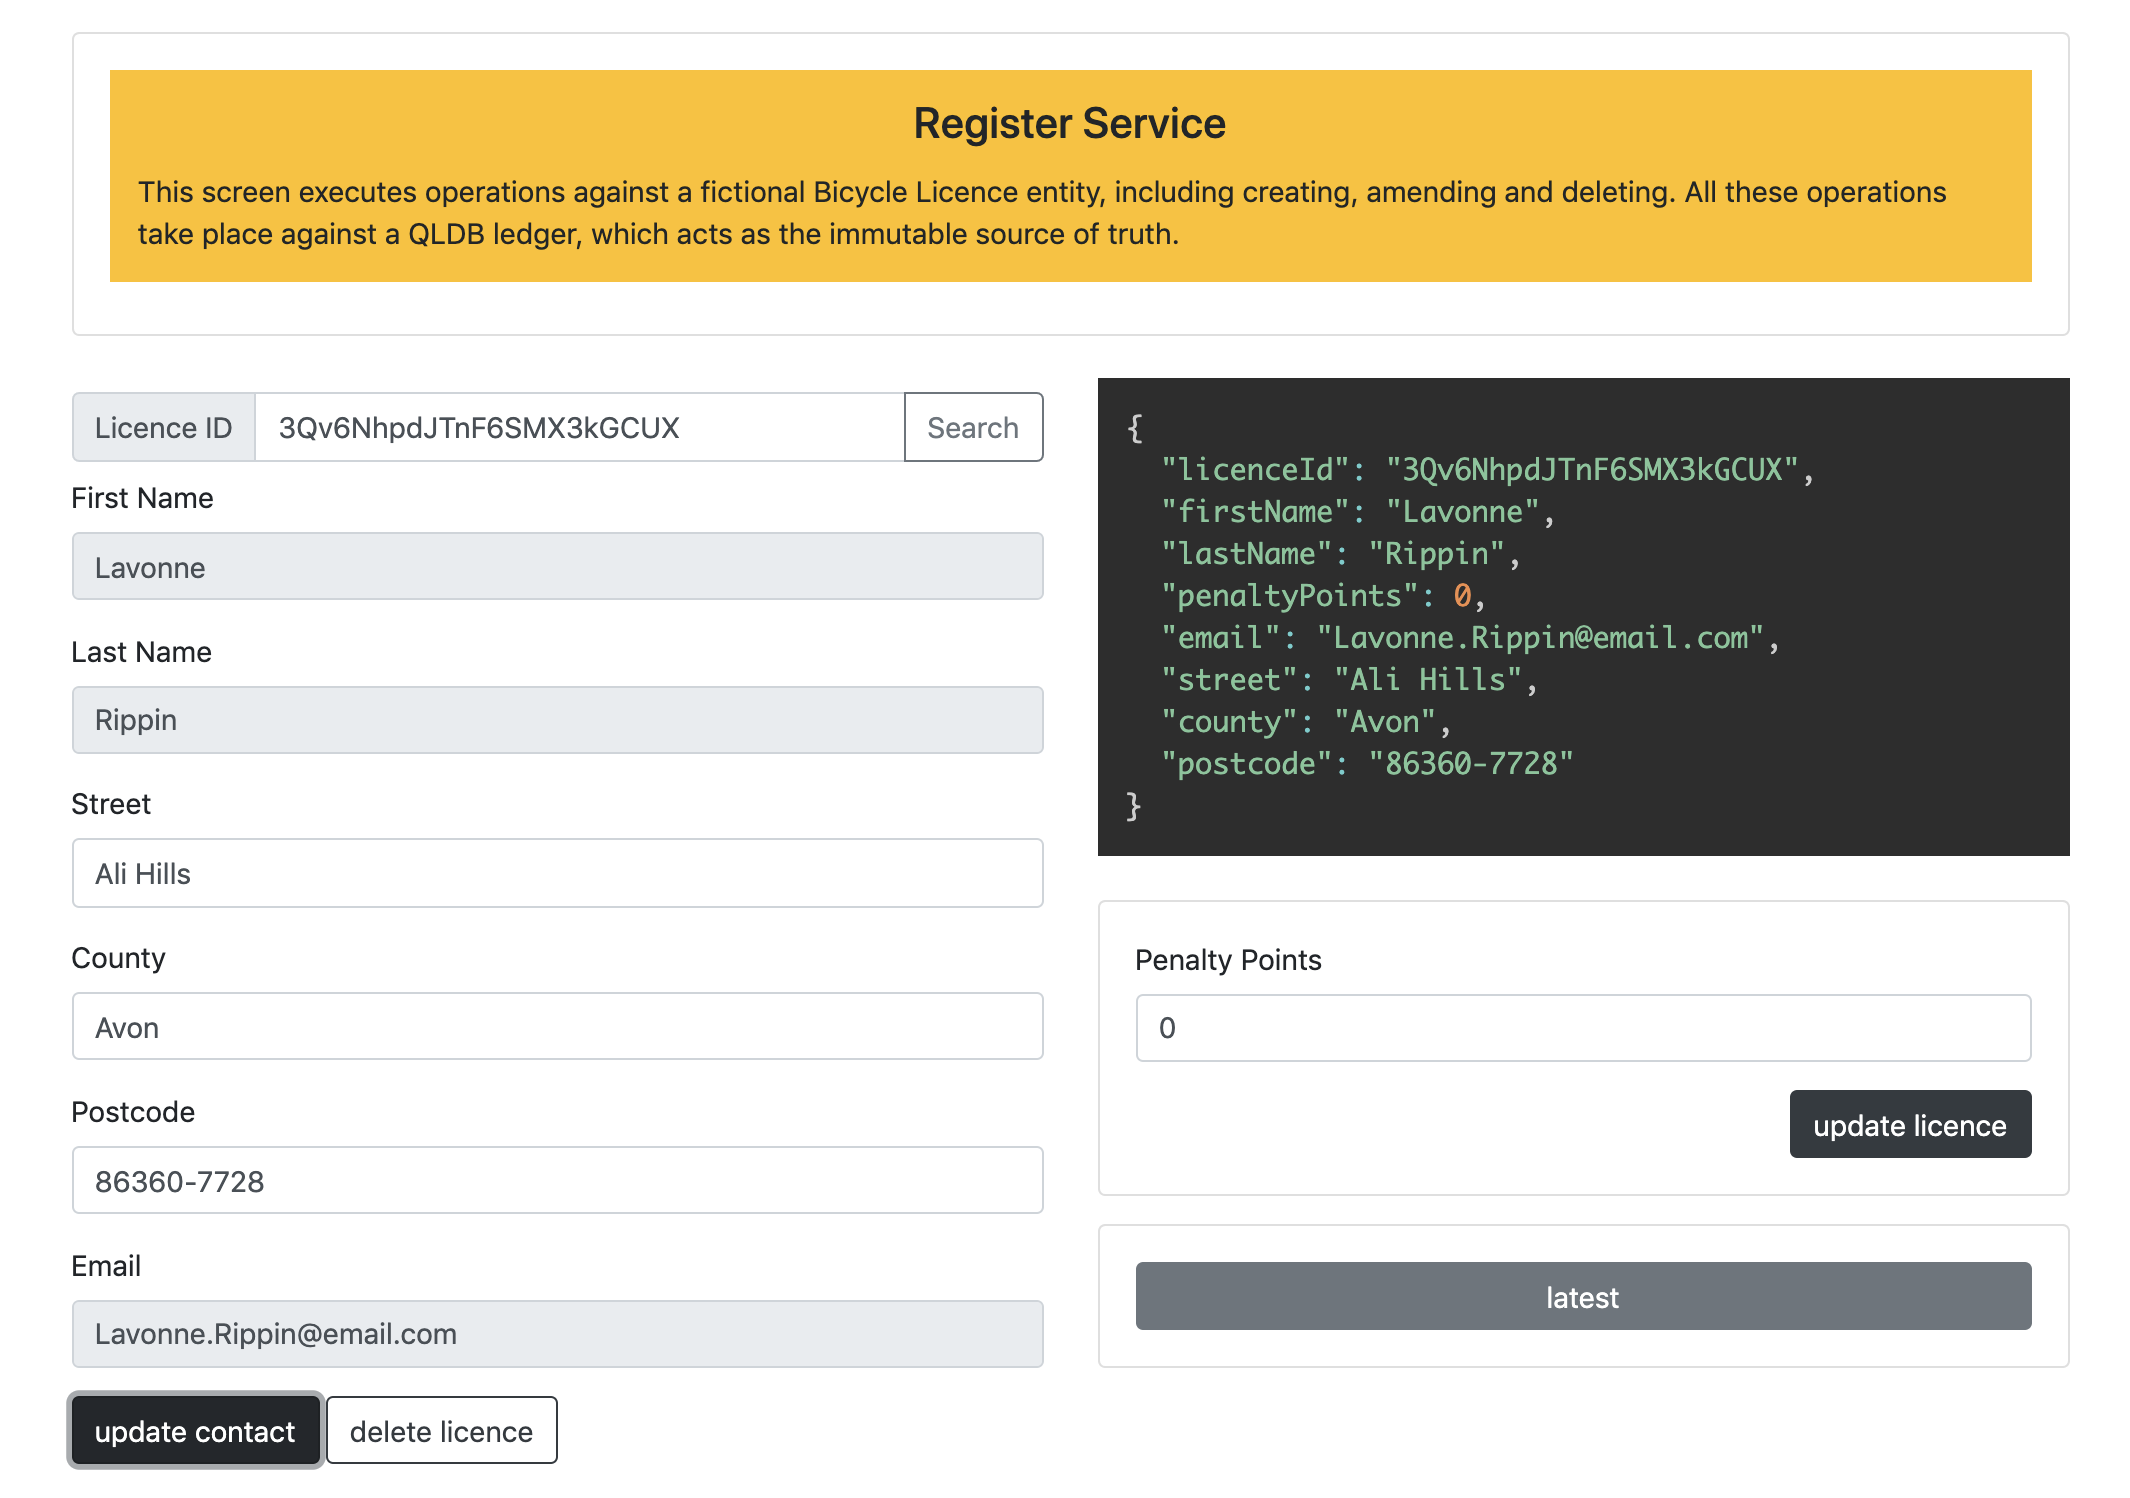 Register Service
This screen executes operations against a fictional Bicycle Licence entity, including creating, amending and deleting. All these operations
take place against a QLDB ledger, which acts as the immutable source of truth.
Licence ID 3Qv6NhpdJTnF6SMX3kGCUX Search
First Name
Lavonne
Last Name
Rippin
Street
Ali Hills
County
Avon
Postcode
86360-7728
Email
Lavonne.Rippin@email.com
update contact delete licence
{
  "licenceId": "3Qv6NhpdJTnF6SMX3kGCUX",
  "firstName": "Lavonne",
  "lastName": "Rippin",
  "penaltyPoints": 0,
  "email": "Lavonne.Rippin@email.com",
  "street": "Ali Hills",
  "county": "Avon",
  "postcode": "86360-7728"
}
Penalty Points
0
update licence
latest